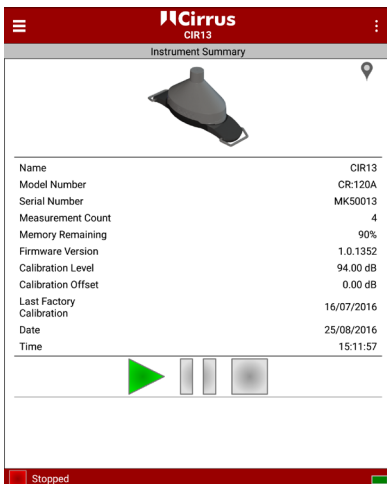 Cirrus
CIR13
Instrument Summary
Name CIR13
Model Number CR:120A
Serial Number MK50013
Measurement Count 4
Memory Remaining 90%
Firmware Version 1.0.1352
Calibration Level 94.00 dB
Calibration Offset 0.00 dB
Last Factory
Calibration 16/07/2016
Date 25/08/2016
Time 15:11:57
Stopped